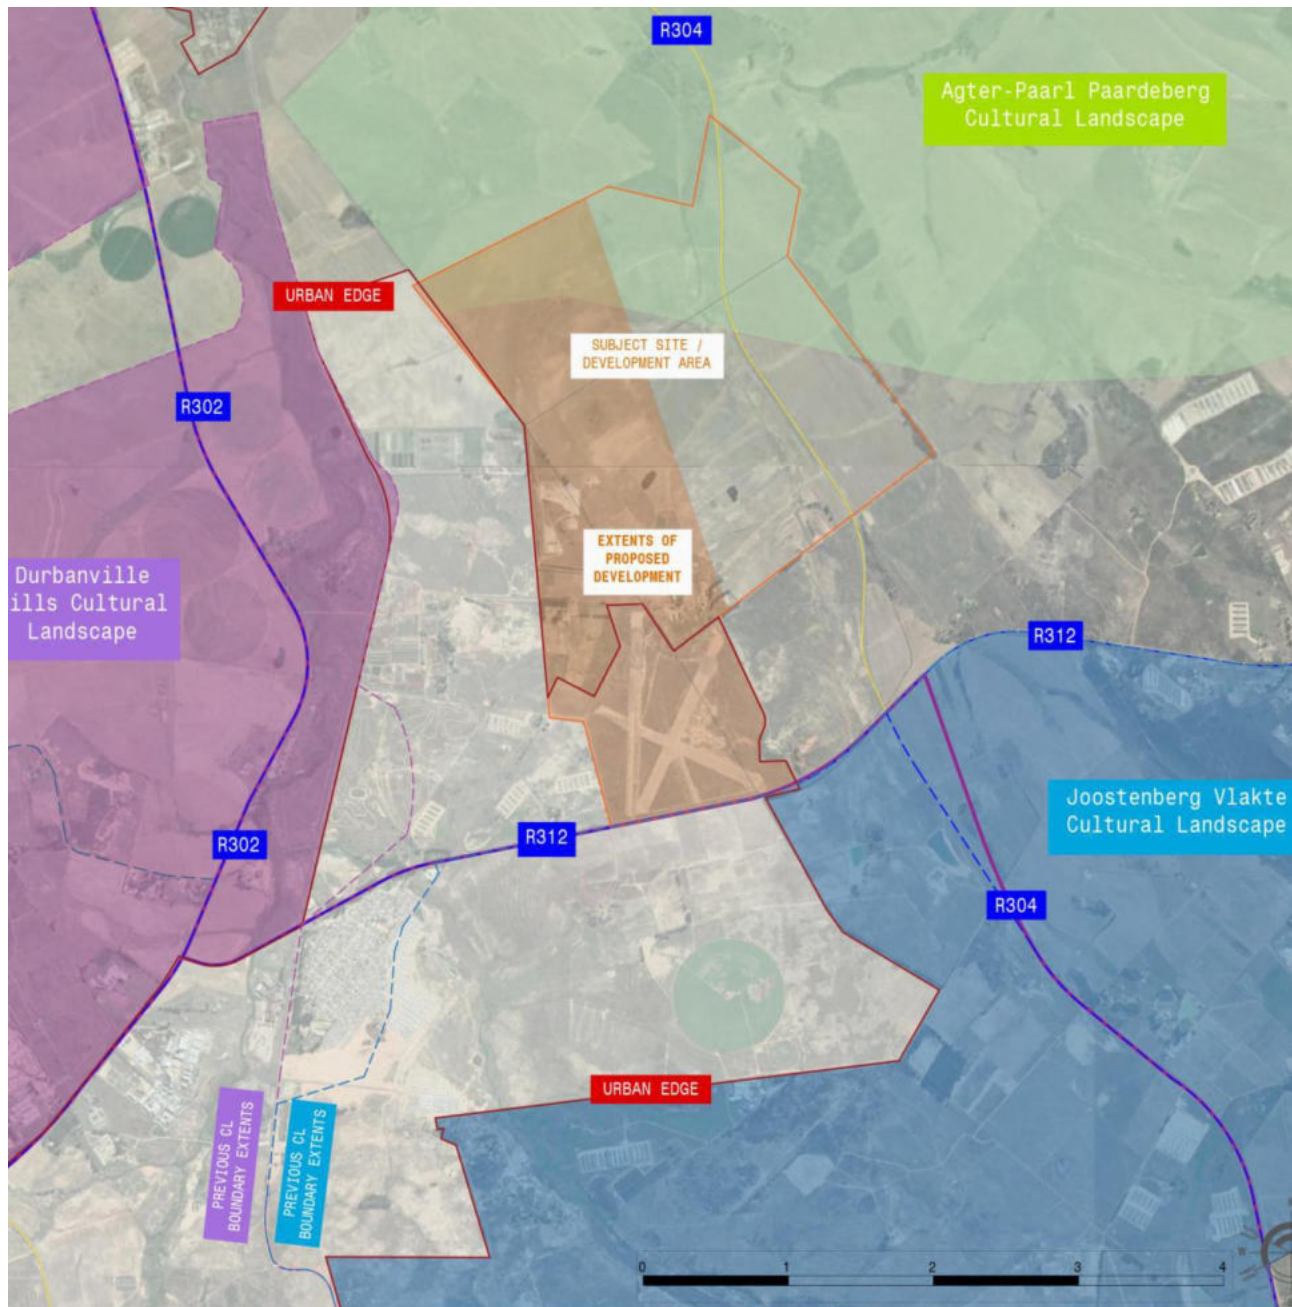 R304
Agter-Paarl Paardeberg
Cultural Landscape
URBAN EDGE
SUBJECT SITE /
DEVELOPMENT AREA
R302
EXTENTS OF
PROPOSED
DEVELOPMENT
Durbanville
ills Cultural
Landscape
R312
Joostenberg Vlakte
Cultural Landscape
R302
R312
R304
URBAN EDGE
PREVIOUS CL
BOUNDARY EXTENTS
PREVIOUS CL
BOUNDARY EXTENTS
0 1 2 3 4